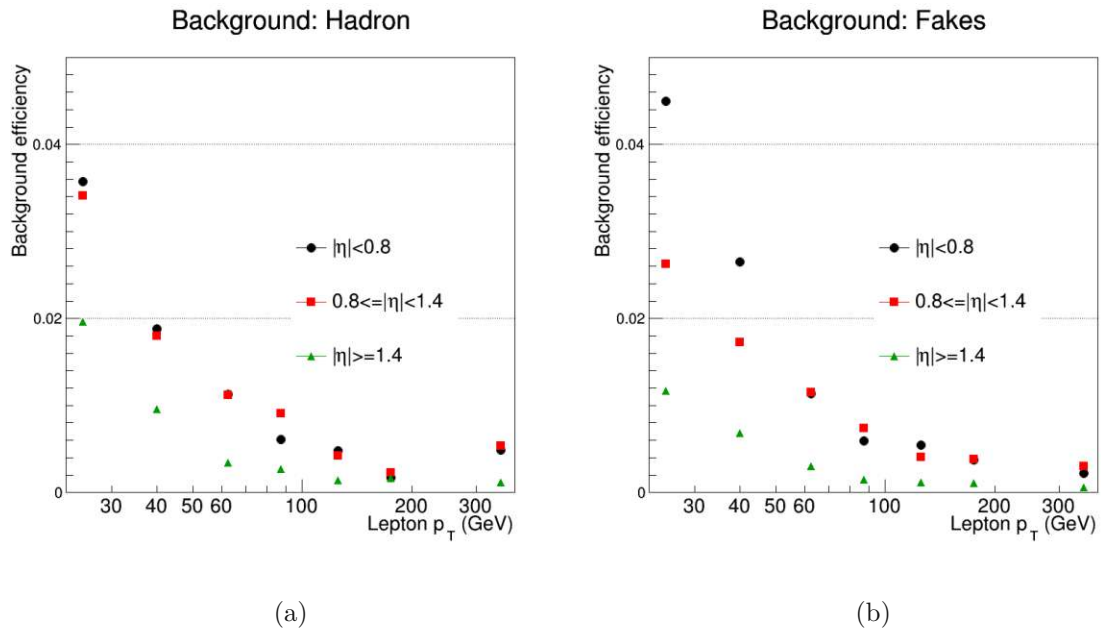 Background: Hadron
Background efficiency
0.04
0.02
0
|η|<0.8
0.8<=|η|<1.4
|η|>=1.4
30 40 50 60 100 200 300
Lepton p_T (GeV)
(a)
Background: Fakes
Background efficiency
0.04
0.02
0
|η|<0.8
0.8<=|η|<1.4
|η|>=1.4
30 40 50 60 100 200 300
Lepton p_T (GeV)
(b)